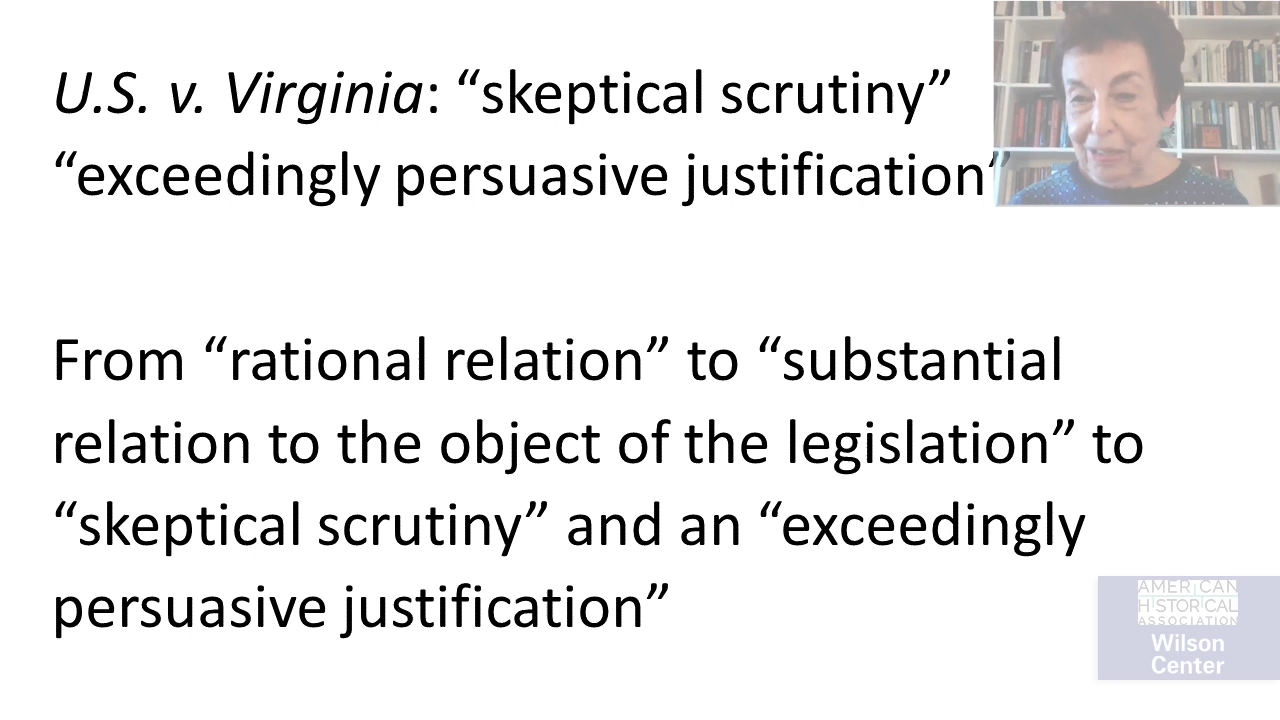 U.S. v. Virginia: “skeptical scrutiny”
“exceedingly persuasive justification”
From “rational relation” to “substantial
relation to the object of the legislation” to
“skeptical scrutiny” and an “exceedingly
persuasive justification”
AMERICAN
HISTORICAL
ASSOCIATION
Wilson
Center